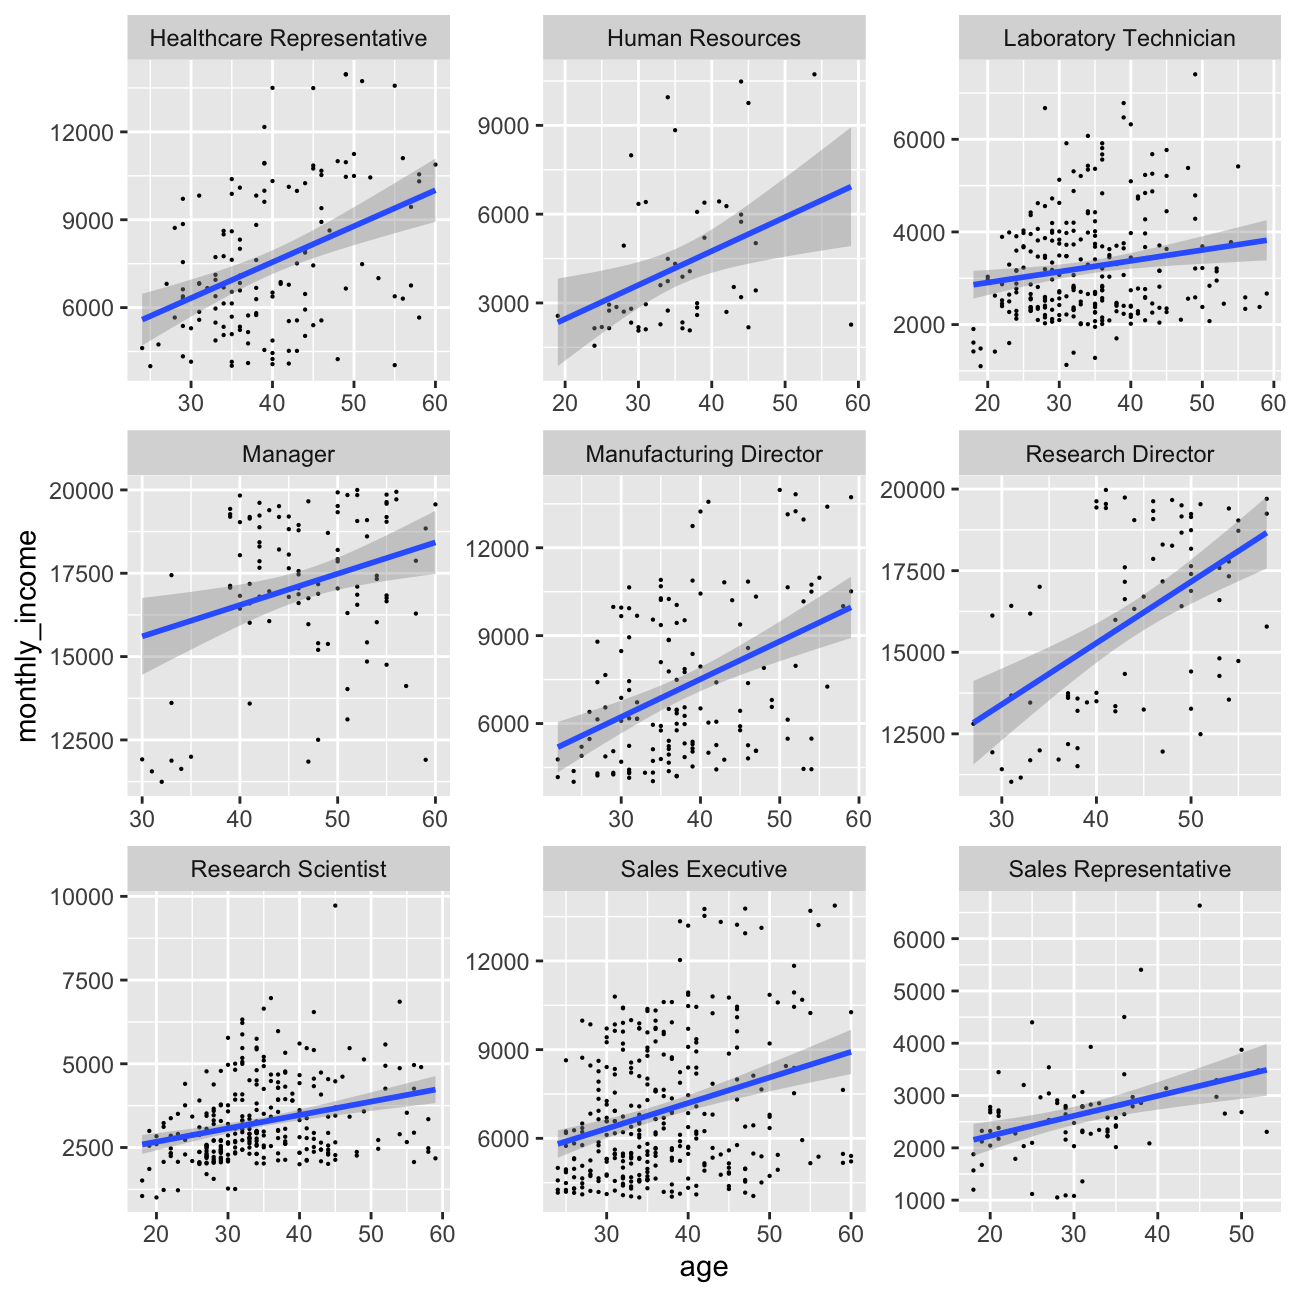 Healthcare Representative
Human Resources
Laboratory Technician
12000
9000
6000
30 40 50 60
9000
6000
3000
20 30 40 50 60
6000
4000
2000
20 30 40 50 60
Manager
Manufacturing Director
Research Director
20000
17500
15000
12500
30 40 50 60
12000
9000
6000
30 40 50 60
20000
17500
15000
12500
30 40 50
Research Scientist
Sales Executive
Sales Representative
10000
7500
5000
2500
20 30 40 50 60
12000
9000
6000
30 40 50 60
6000
5000
4000
3000
2000
1000
20 30 40 50
monthly_income
age